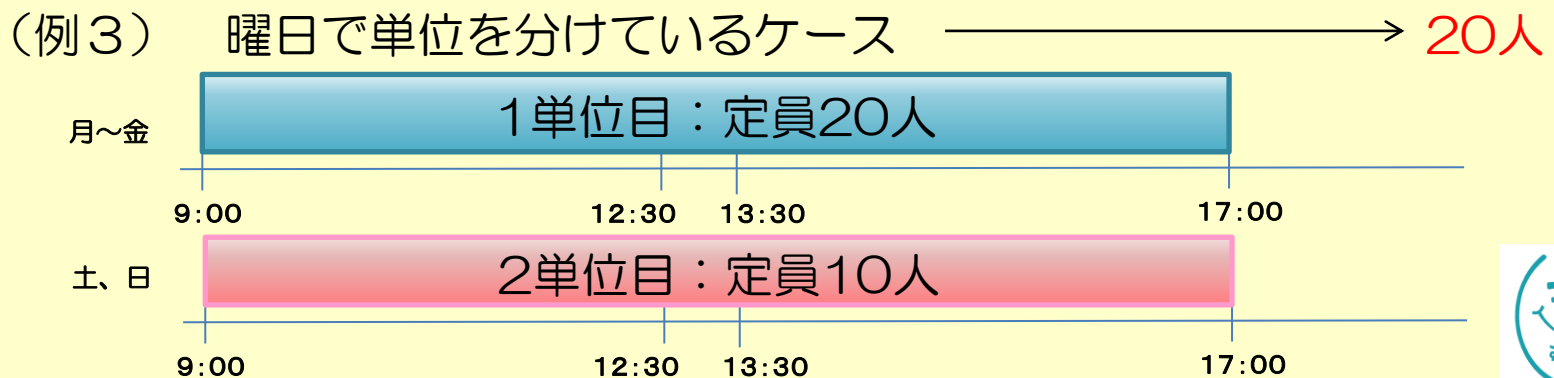 （例３） 曜日で単位を分けているケース → 20人
1単位目：定員20人
月～金
9:00 12:30 13:30 17:00
2単位目：定員10人
土、日
9:00 12:30 13:30 17:00